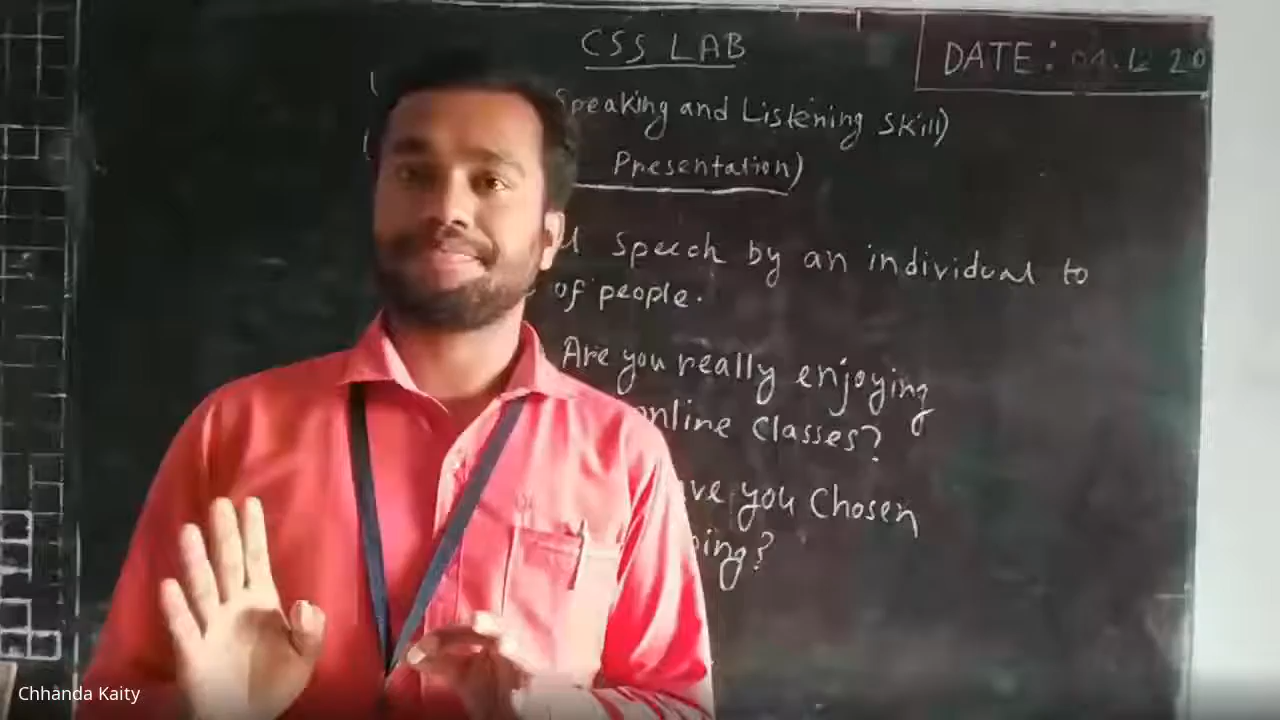 CSS LAB
DATE:
Speaking and Listening Skill)
Presentation)
Speech by an individual to
of people.
Are you really enjoying
online Classes?
you Chosen
Chhanda Kaity